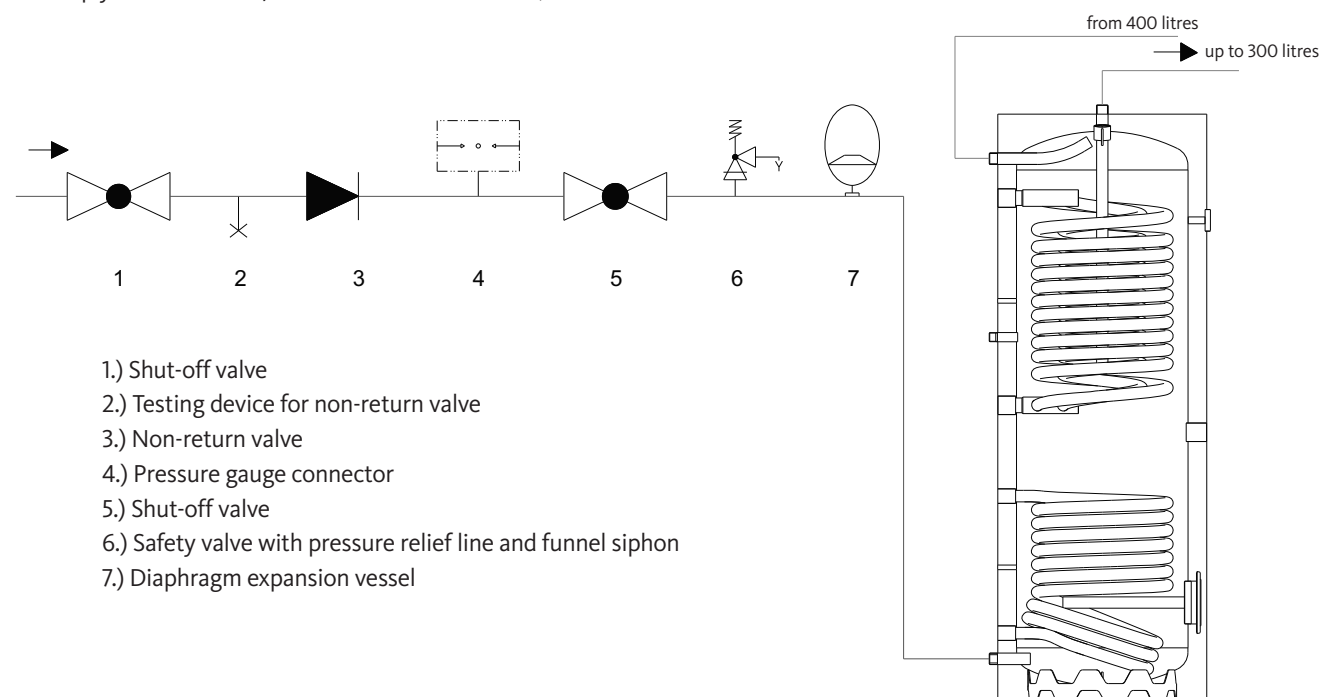 from 400 litres
up to 300 litres
Y
1 2 3 4 5 6 7
1.) Shut-off valve
2.) Testing device for non-return valve
3.) Non-return valve
4.) Pressure gauge connector
5.) Shut-off valve
6.) Safety valve with pressure relief line and funnel siphon
7.) Diaphragm expansion vessel